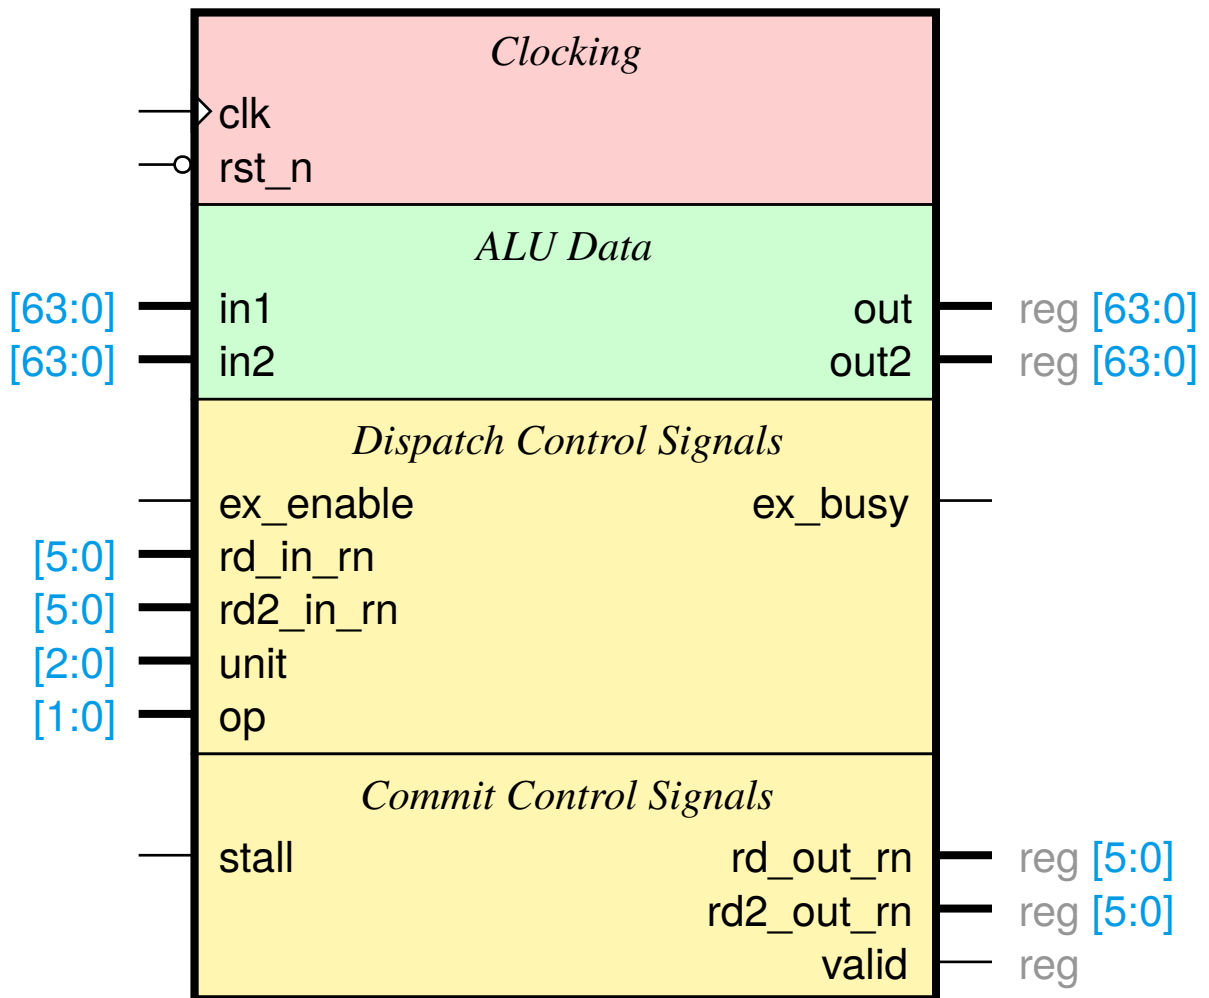 Clocking
clk
rst_n
ALU Data
[63:0] in1 out reg [63:0]
[63:0] in2 out2 reg [63:0]
Dispatch Control Signals
ex_enable ex_busy
[5:0] rd_in_rn
[5:0] rd2_in_rn
[2:0] unit
[1:0] op
Commit Control Signals
stall rd_out_rn reg [5:0]
rd2_out_rn reg [5:0]
valid reg